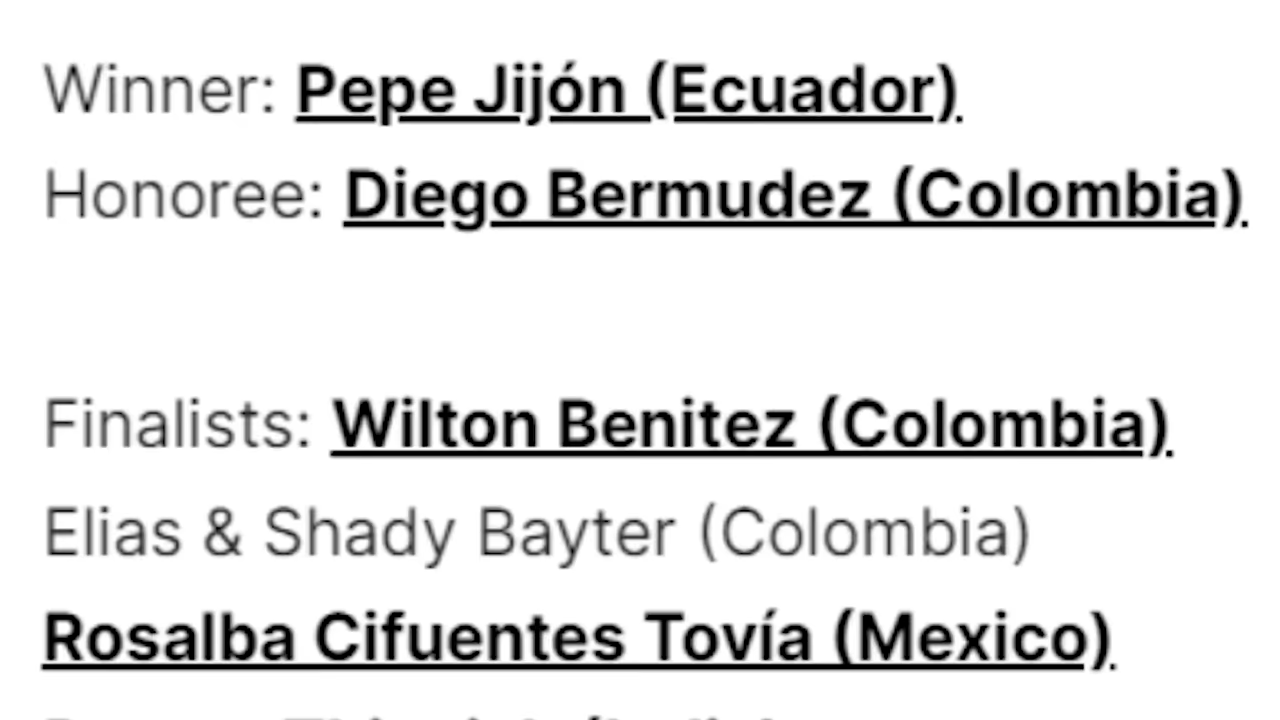 Winner: Pepe Jijón (Ecuador)
Honoree: Diego Bermudez (Colombia)
Finalists: Wilton Benitez (Colombia)
Elias & Shady Bayter (Colombia)
Rosalba Cifuentes Tovía (Mexico)